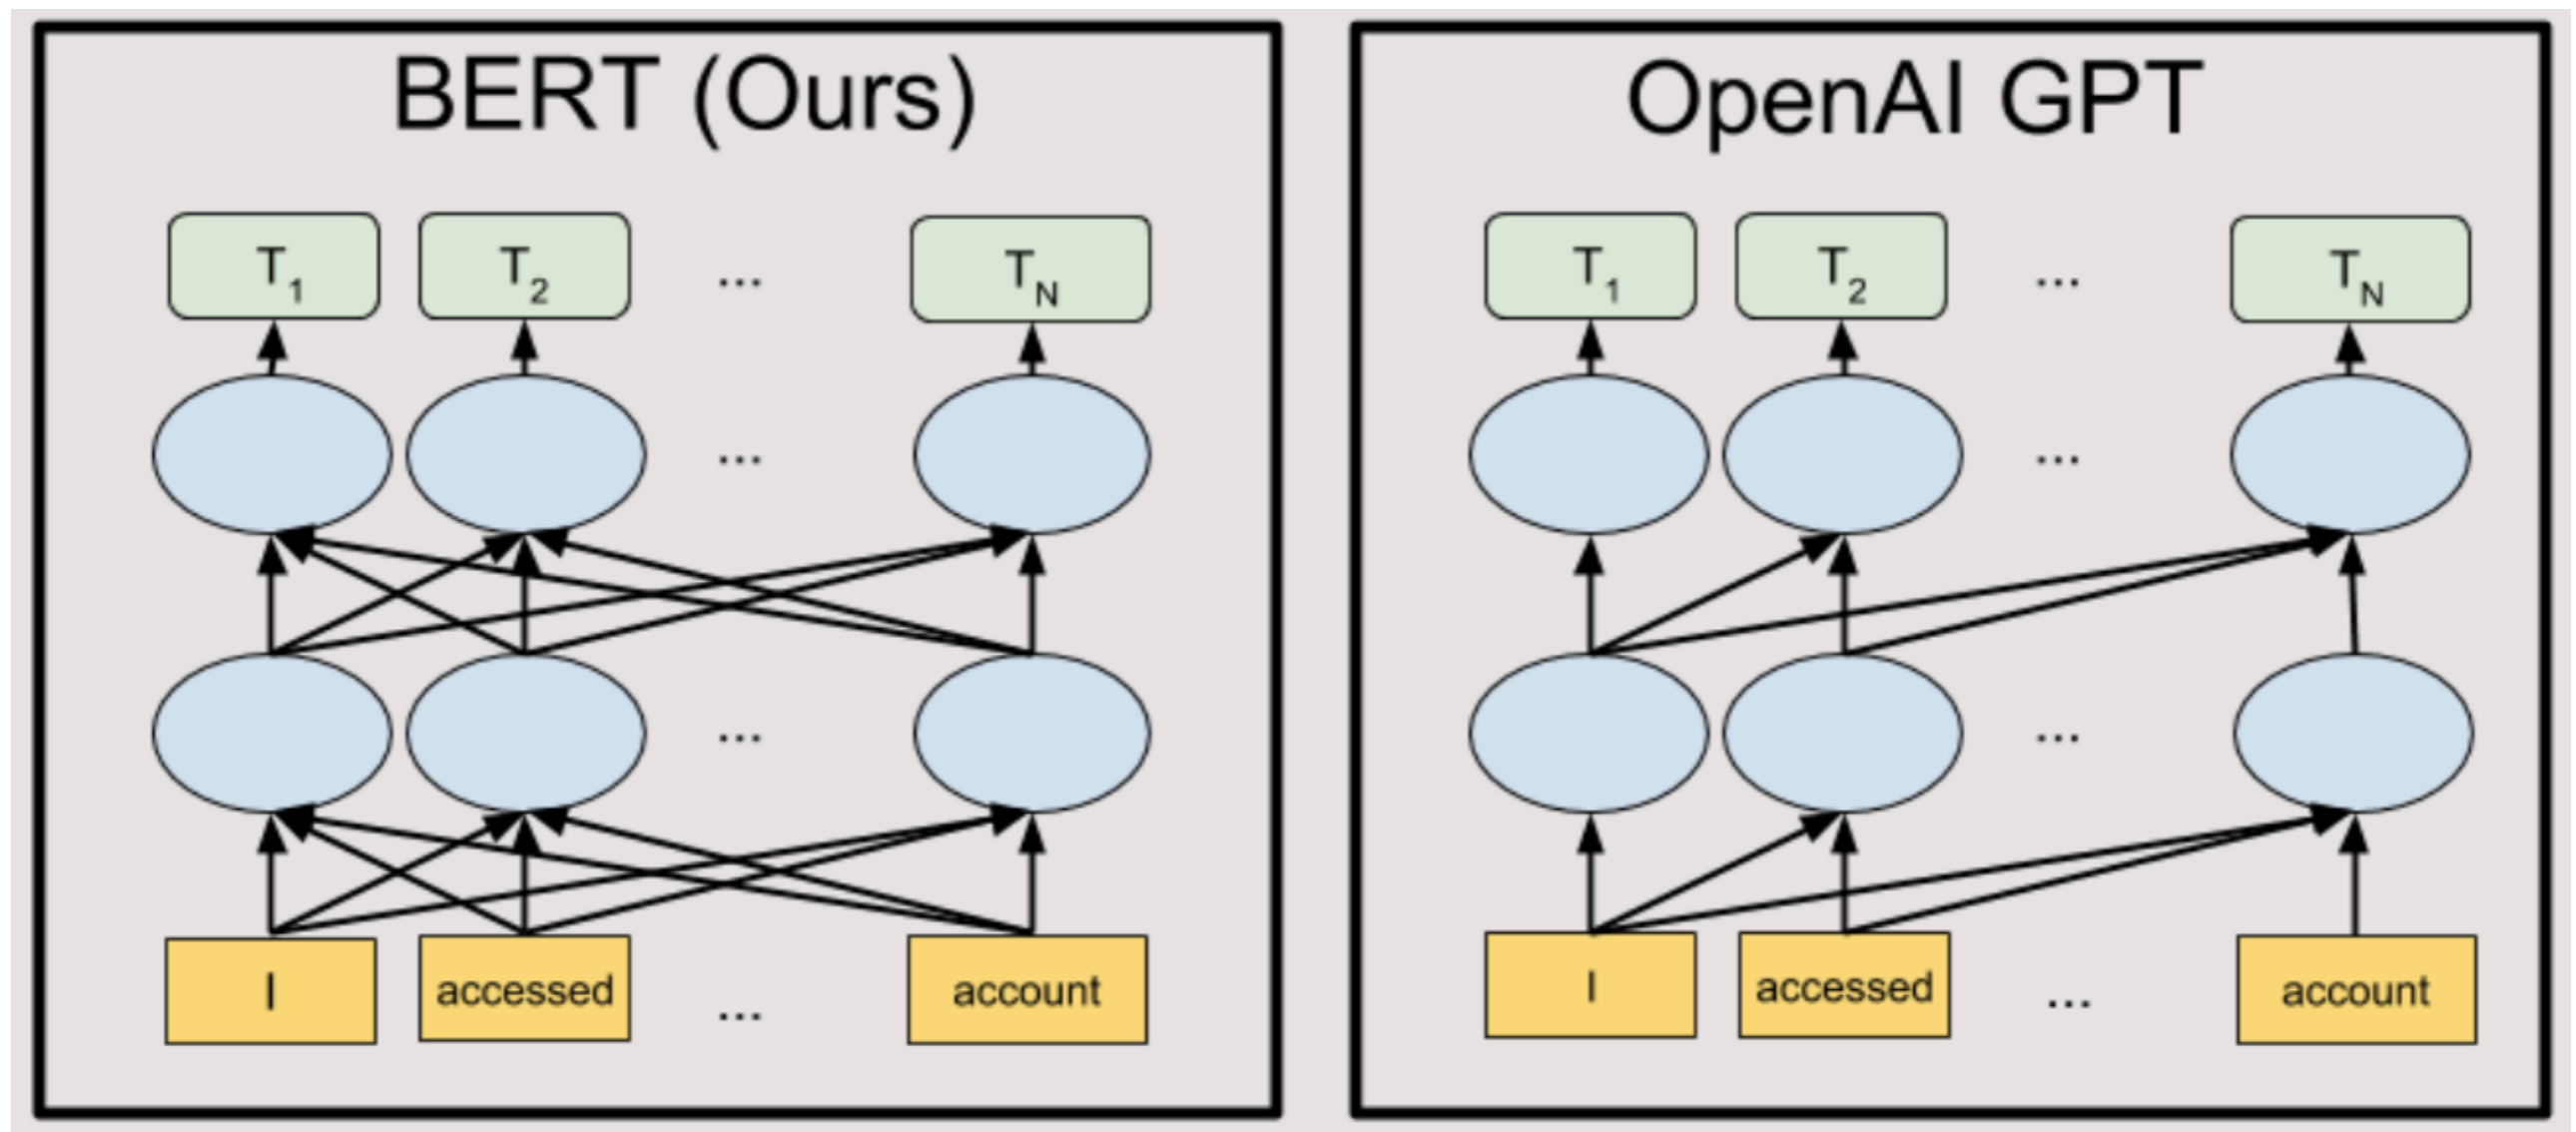 BERT (Ours)
T1 T2 ... TN
...
...
I accessed ... account
OpenAI GPT
T1 T2 ... TN
...
...
I accessed ... account